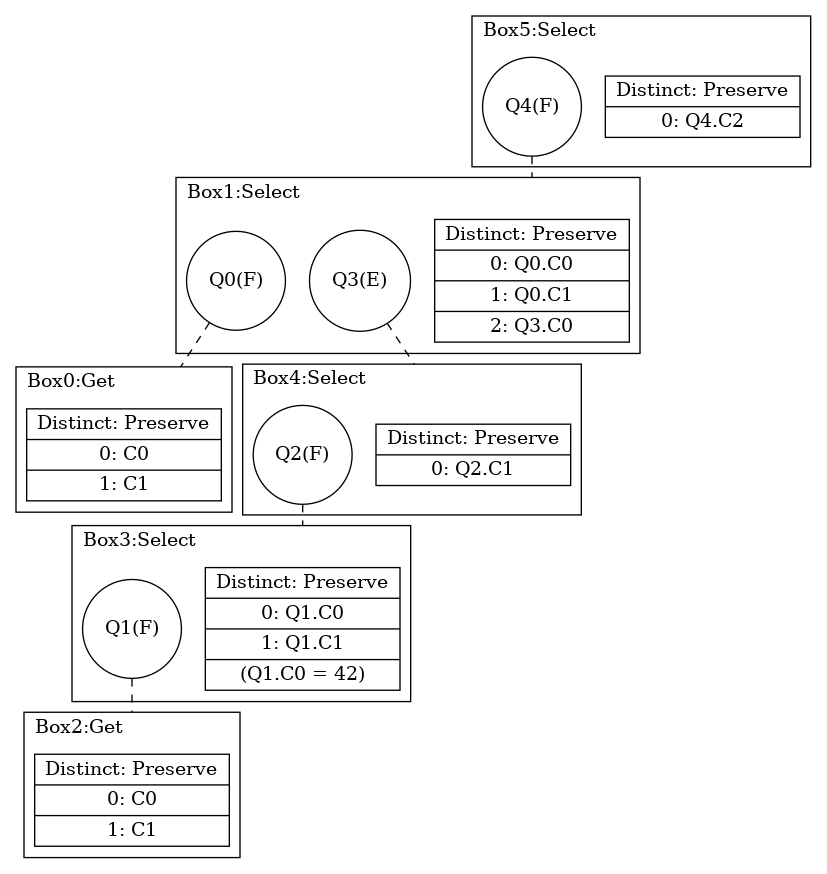 Box5:Select
Q4(F)
Distinct: Preserve
0: Q4.C2
Box1:Select
Q0(F)
Q3(E)
Distinct: Preserve
0: Q0.C0
1: Q0.C1
2: Q3.C0
Box0:Get
Distinct: Preserve
0: C0
1: C1
Box4:Select
Q2(F)
Distinct: Preserve
0: Q2.C1
Box3:Select
Q1(F)
Distinct: Preserve
0: Q1.C0
1: Q1.C1
(Q1.C0 = 42)
Box2:Get
Distinct: Preserve
0: C0
1: C1